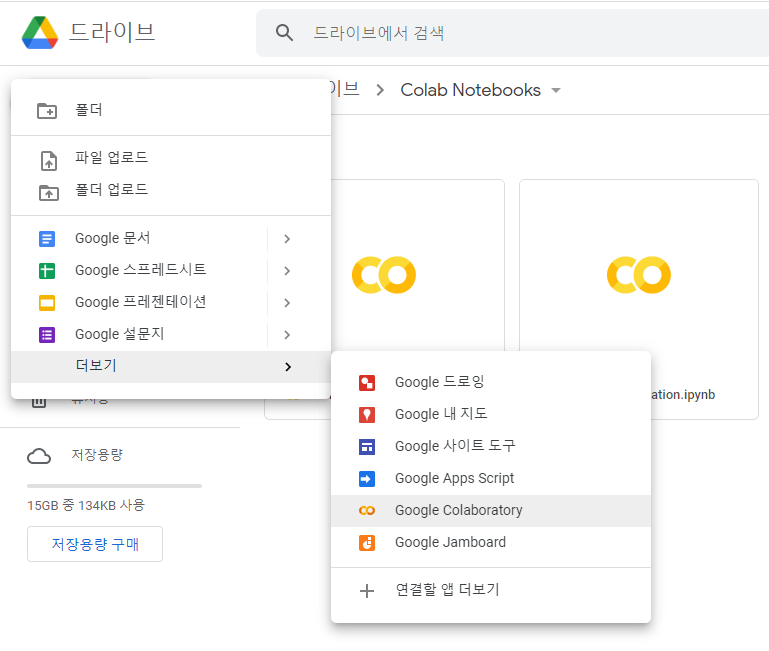 드라이브
드라이브에서 검색
Colab Notebooks
폴더
파일 업로드
폴더 업로드
Google 문서
Google 스프레드시트
Google 프레젠테이션
Google 설문지
더보기
Google 드로잉
Google 내 지도
Google 사이트 도구
Google Apps Script
Google Colaboratory
Google Jamboard
연결할 앱 더보기
ation.ipynb
저장용량
15GB 중 134KB 사용
저장용량 구매